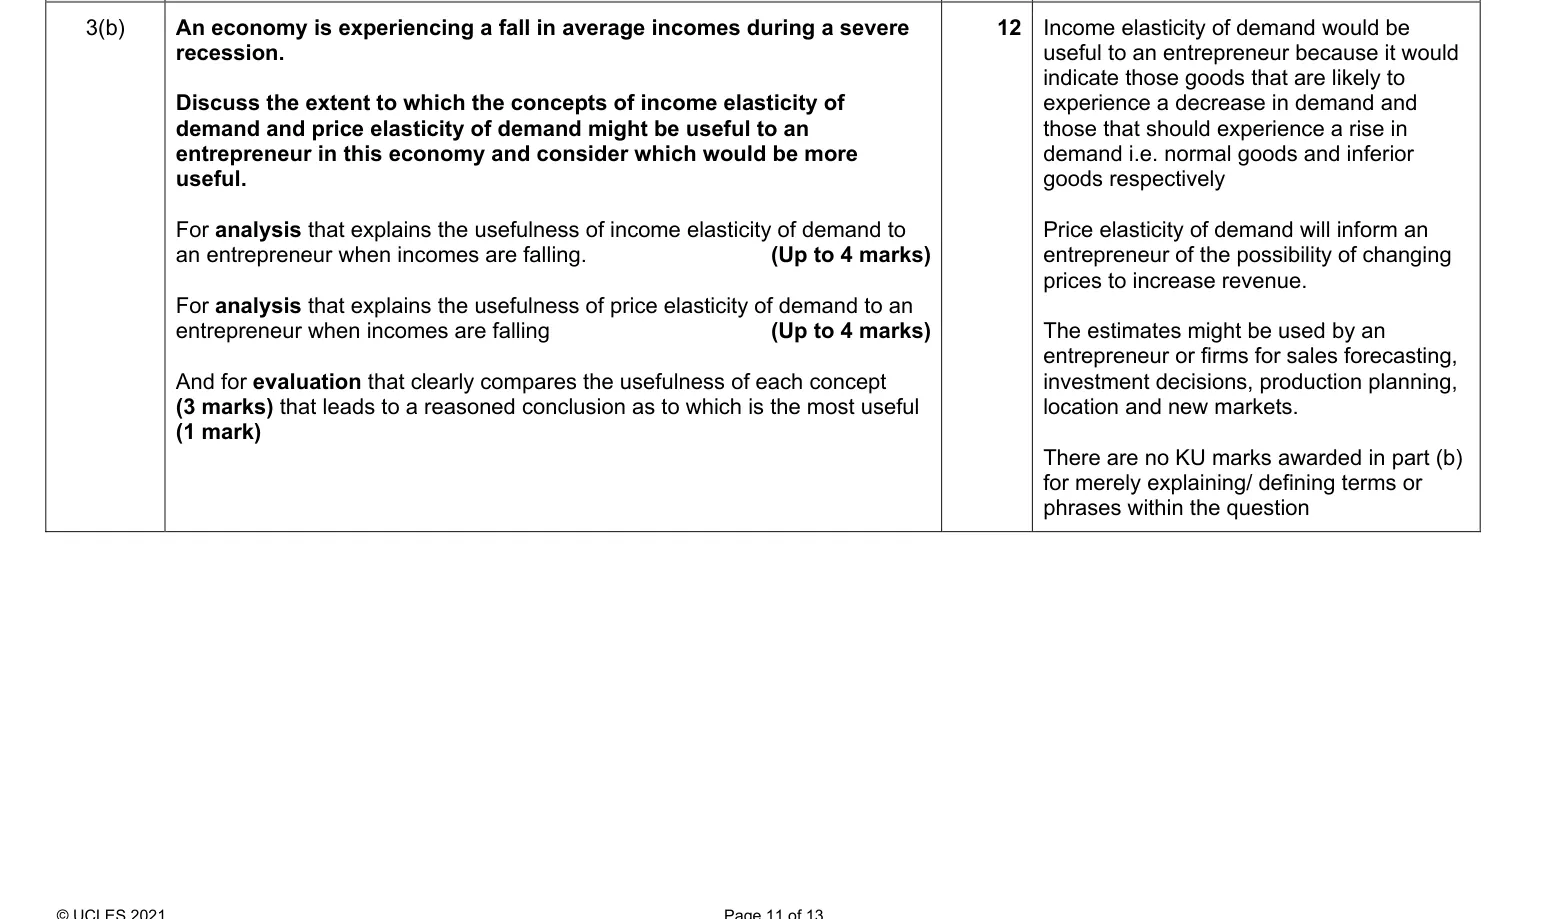 3(b)
An economy is experiencing a fall in average incomes during a severe
recession.
Discuss the extent to which the concepts of income elasticity of
demand and price elasticity of demand might be useful to an
entrepreneur in this economy and consider which would be more
useful.
For analysis that explains the usefulness of income elasticity of demand to
an entrepreneur when incomes are falling. (Up to 4 marks)
For analysis that explains the usefulness of price elasticity of demand to an
entrepreneur when incomes are falling (Up to 4 marks)
And for evaluation that clearly compares the usefulness of each concept
(3 marks) that leads to a reasoned conclusion as to which is the most useful
(1 mark)
12
Income elasticity of demand would be
useful to an entrepreneur because it would
indicate those goods that are likely to
experience a decrease in demand and
those that should experience a rise in
demand i.e. normal goods and inferior
goods respectively
Price elasticity of demand will inform an
entrepreneur of the possibility of changing
prices to increase revenue.
The estimates might be used by an
entrepreneur or firms for sales forecasting,
investment decisions, production planning,
location and new markets.
There are no KU marks awarded in part (b)
for merely explaining/ defining terms or
phrases within the question
© UCLES 2021
Page 11 of 13